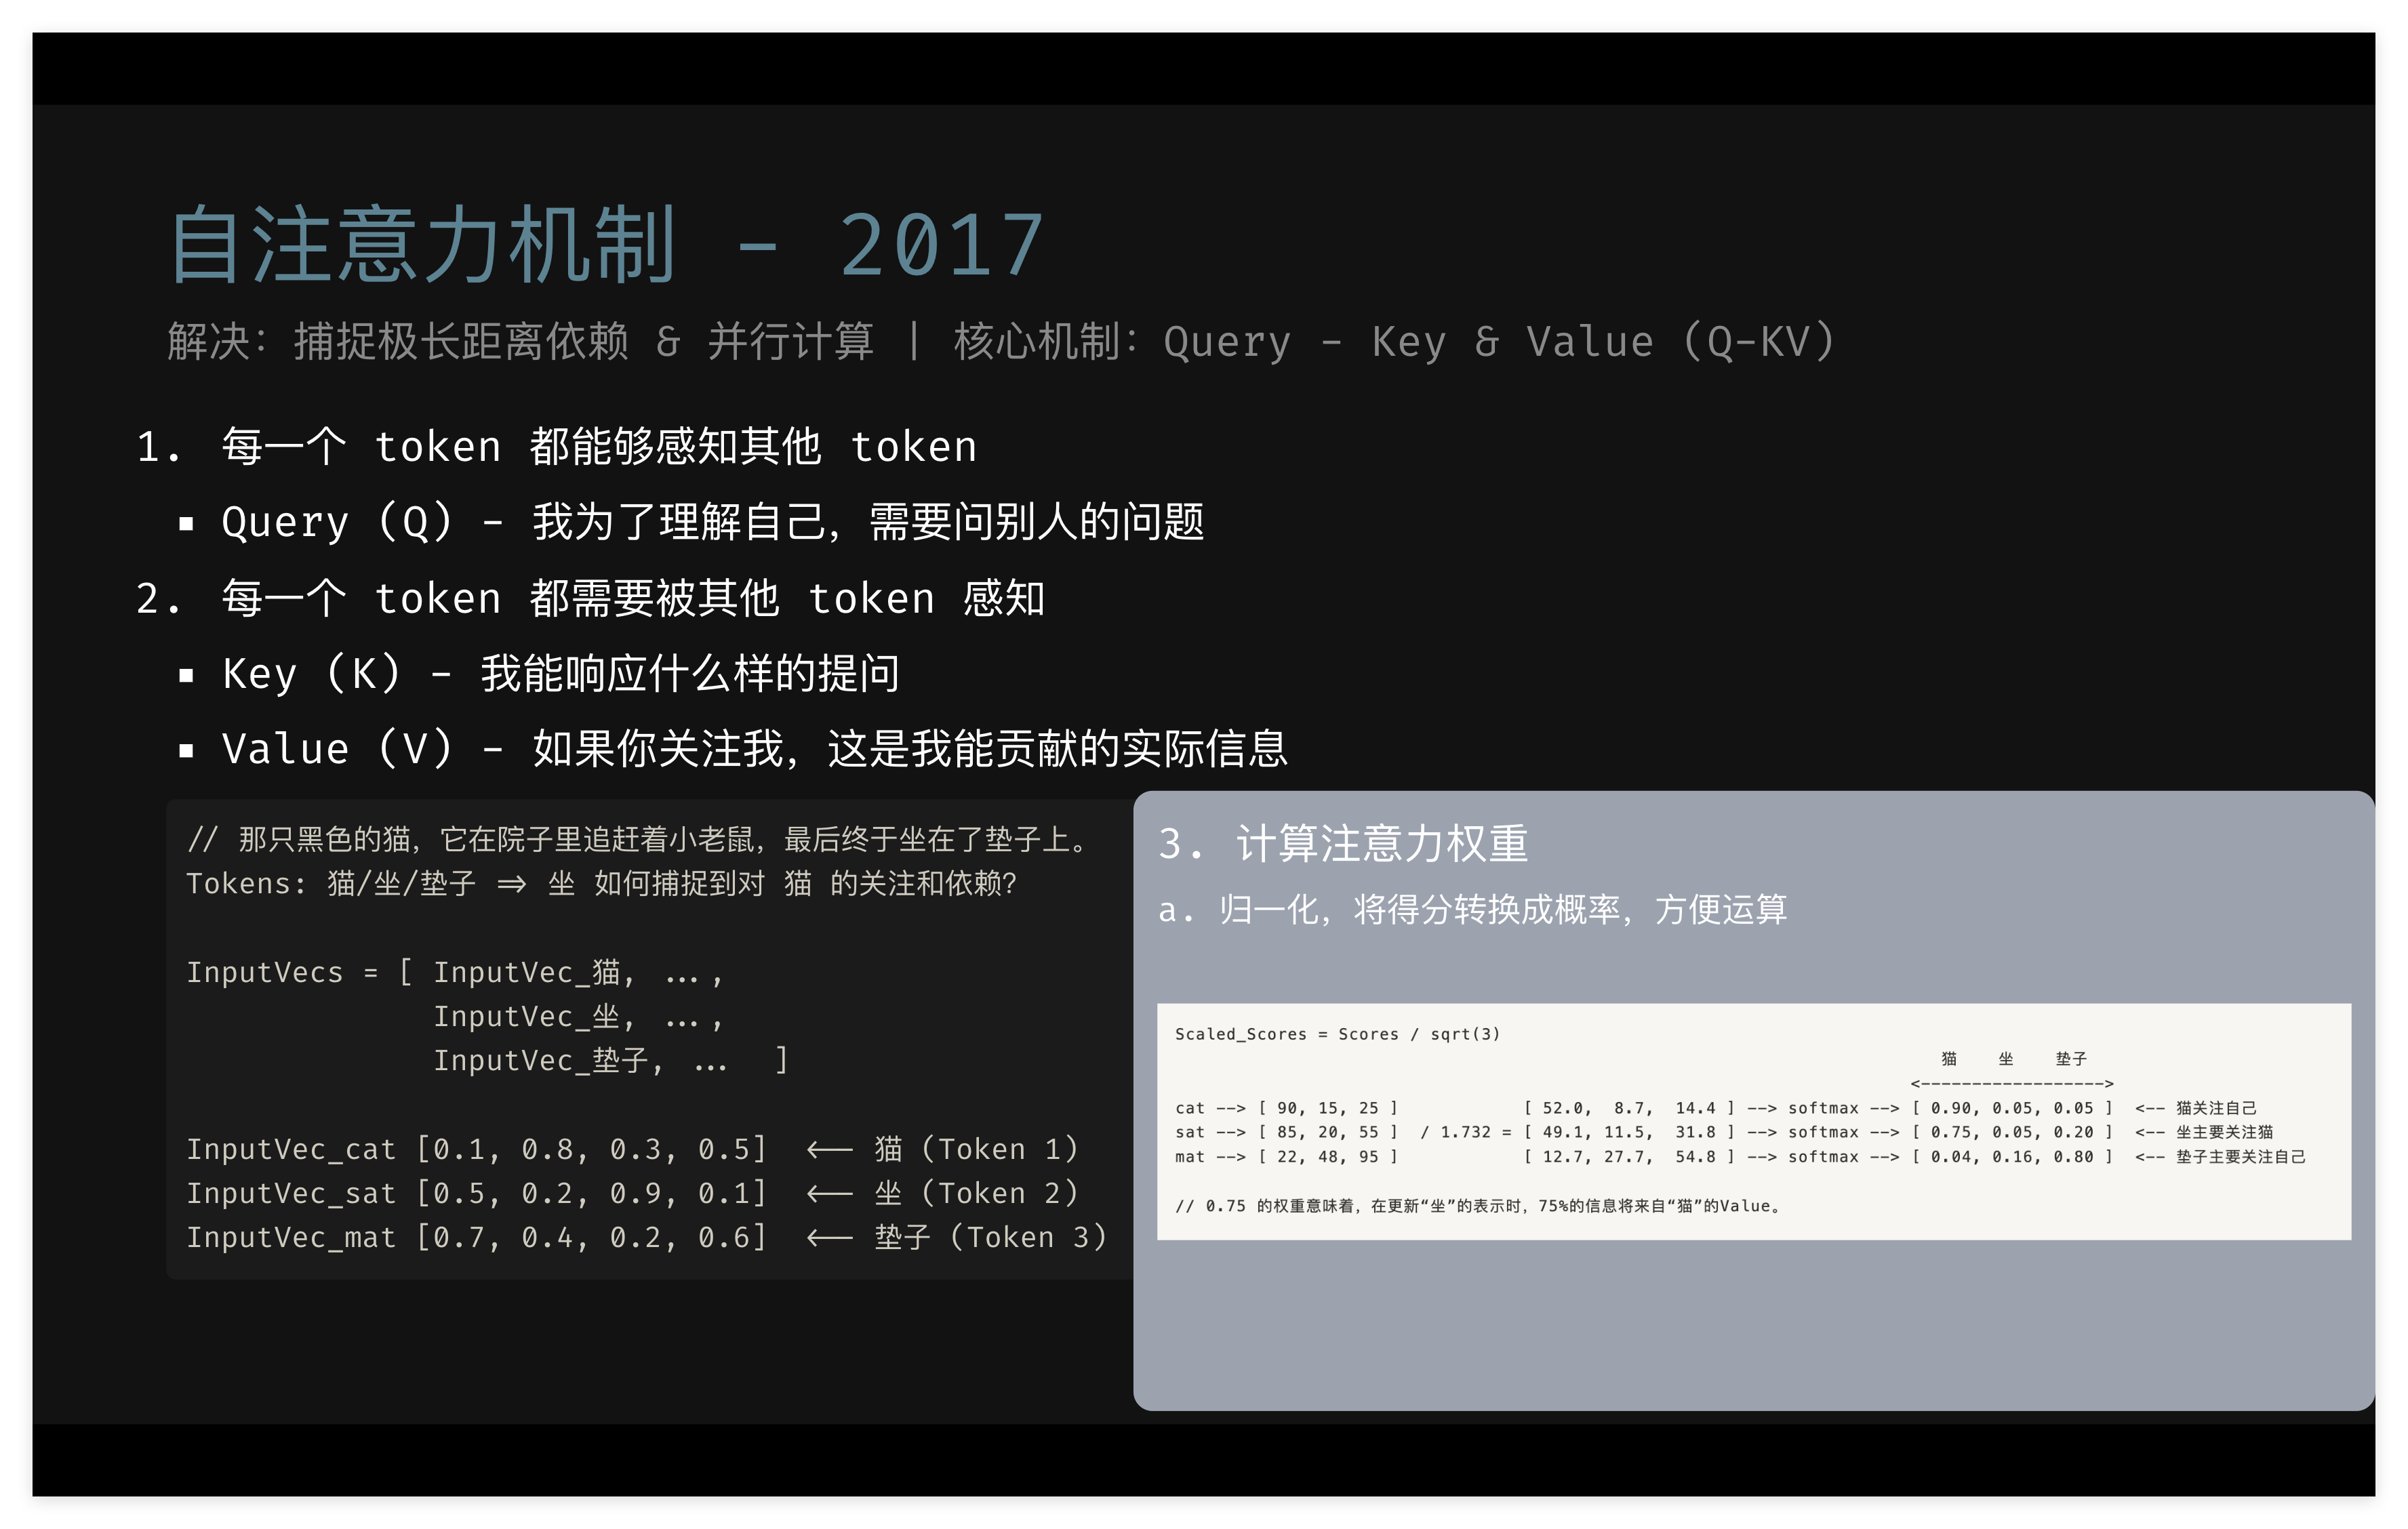 自注意力机制 - 2017
解决：捕捉极长距离依赖 & 并行计算 | 核心机制：Query - Key & Value (Q-KV)
1. 每一个 token 都能够感知其他 token
▪ Query (Q) - 我为了理解自己，需要问别人的问题
2. 每一个 token 都需要被其他 token 感知
▪ Key (K) - 我能响应什么样的提问
▪ Value (V) - 如果你关注我，这是我能贡献的实际信息
// 那只黑色的猫，它在院子里追赶着小老鼠，最后终于坐在了垫子上。
Tokens: 猫/坐/垫子 => 坐 如何捕捉到对 猫 的关注和依赖？
InputVecs = [ InputVec_猫, ...,
InputVec_坐, ...,
InputVec_垫子, ... ]
InputVec_cat [0.1, 0.8, 0.3, 0.5] <-- 猫 (Token 1)
InputVec_sat [0.5, 0.2, 0.9, 0.1] <-- 坐 (Token 2)
InputVec_mat [0.7, 0.4, 0.2, 0.6] <-- 垫子 (Token 3)
3. 计算注意力权重
a. 归一化，将得分转换成概率，方便运算
Scaled_Scores = Scores / sqrt(3)
猫 坐 垫子
<------------------>
cat --> [ 90, 15, 25 ] [ 52.0, 8.7, 14.4 ] --> softmax --> [ 0.90, 0.05, 0.05 ] <-- 猫关注自己
sat --> [ 85, 20, 55 ] / 1.732 = [ 49.1, 11.5, 31.8 ] --> softmax --> [ 0.75, 0.05, 0.20 ] <-- 坐主要关注猫
mat --> [ 22, 48, 95 ] [ 12.7, 27.7, 54.8 ] --> softmax --> [ 0.04, 0.16, 0.80 ] <-- 垫子主要关注自己
// 0.75 的权重意味着，在更新“坐”的表示时，75%的信息将来自“猫”的Value。